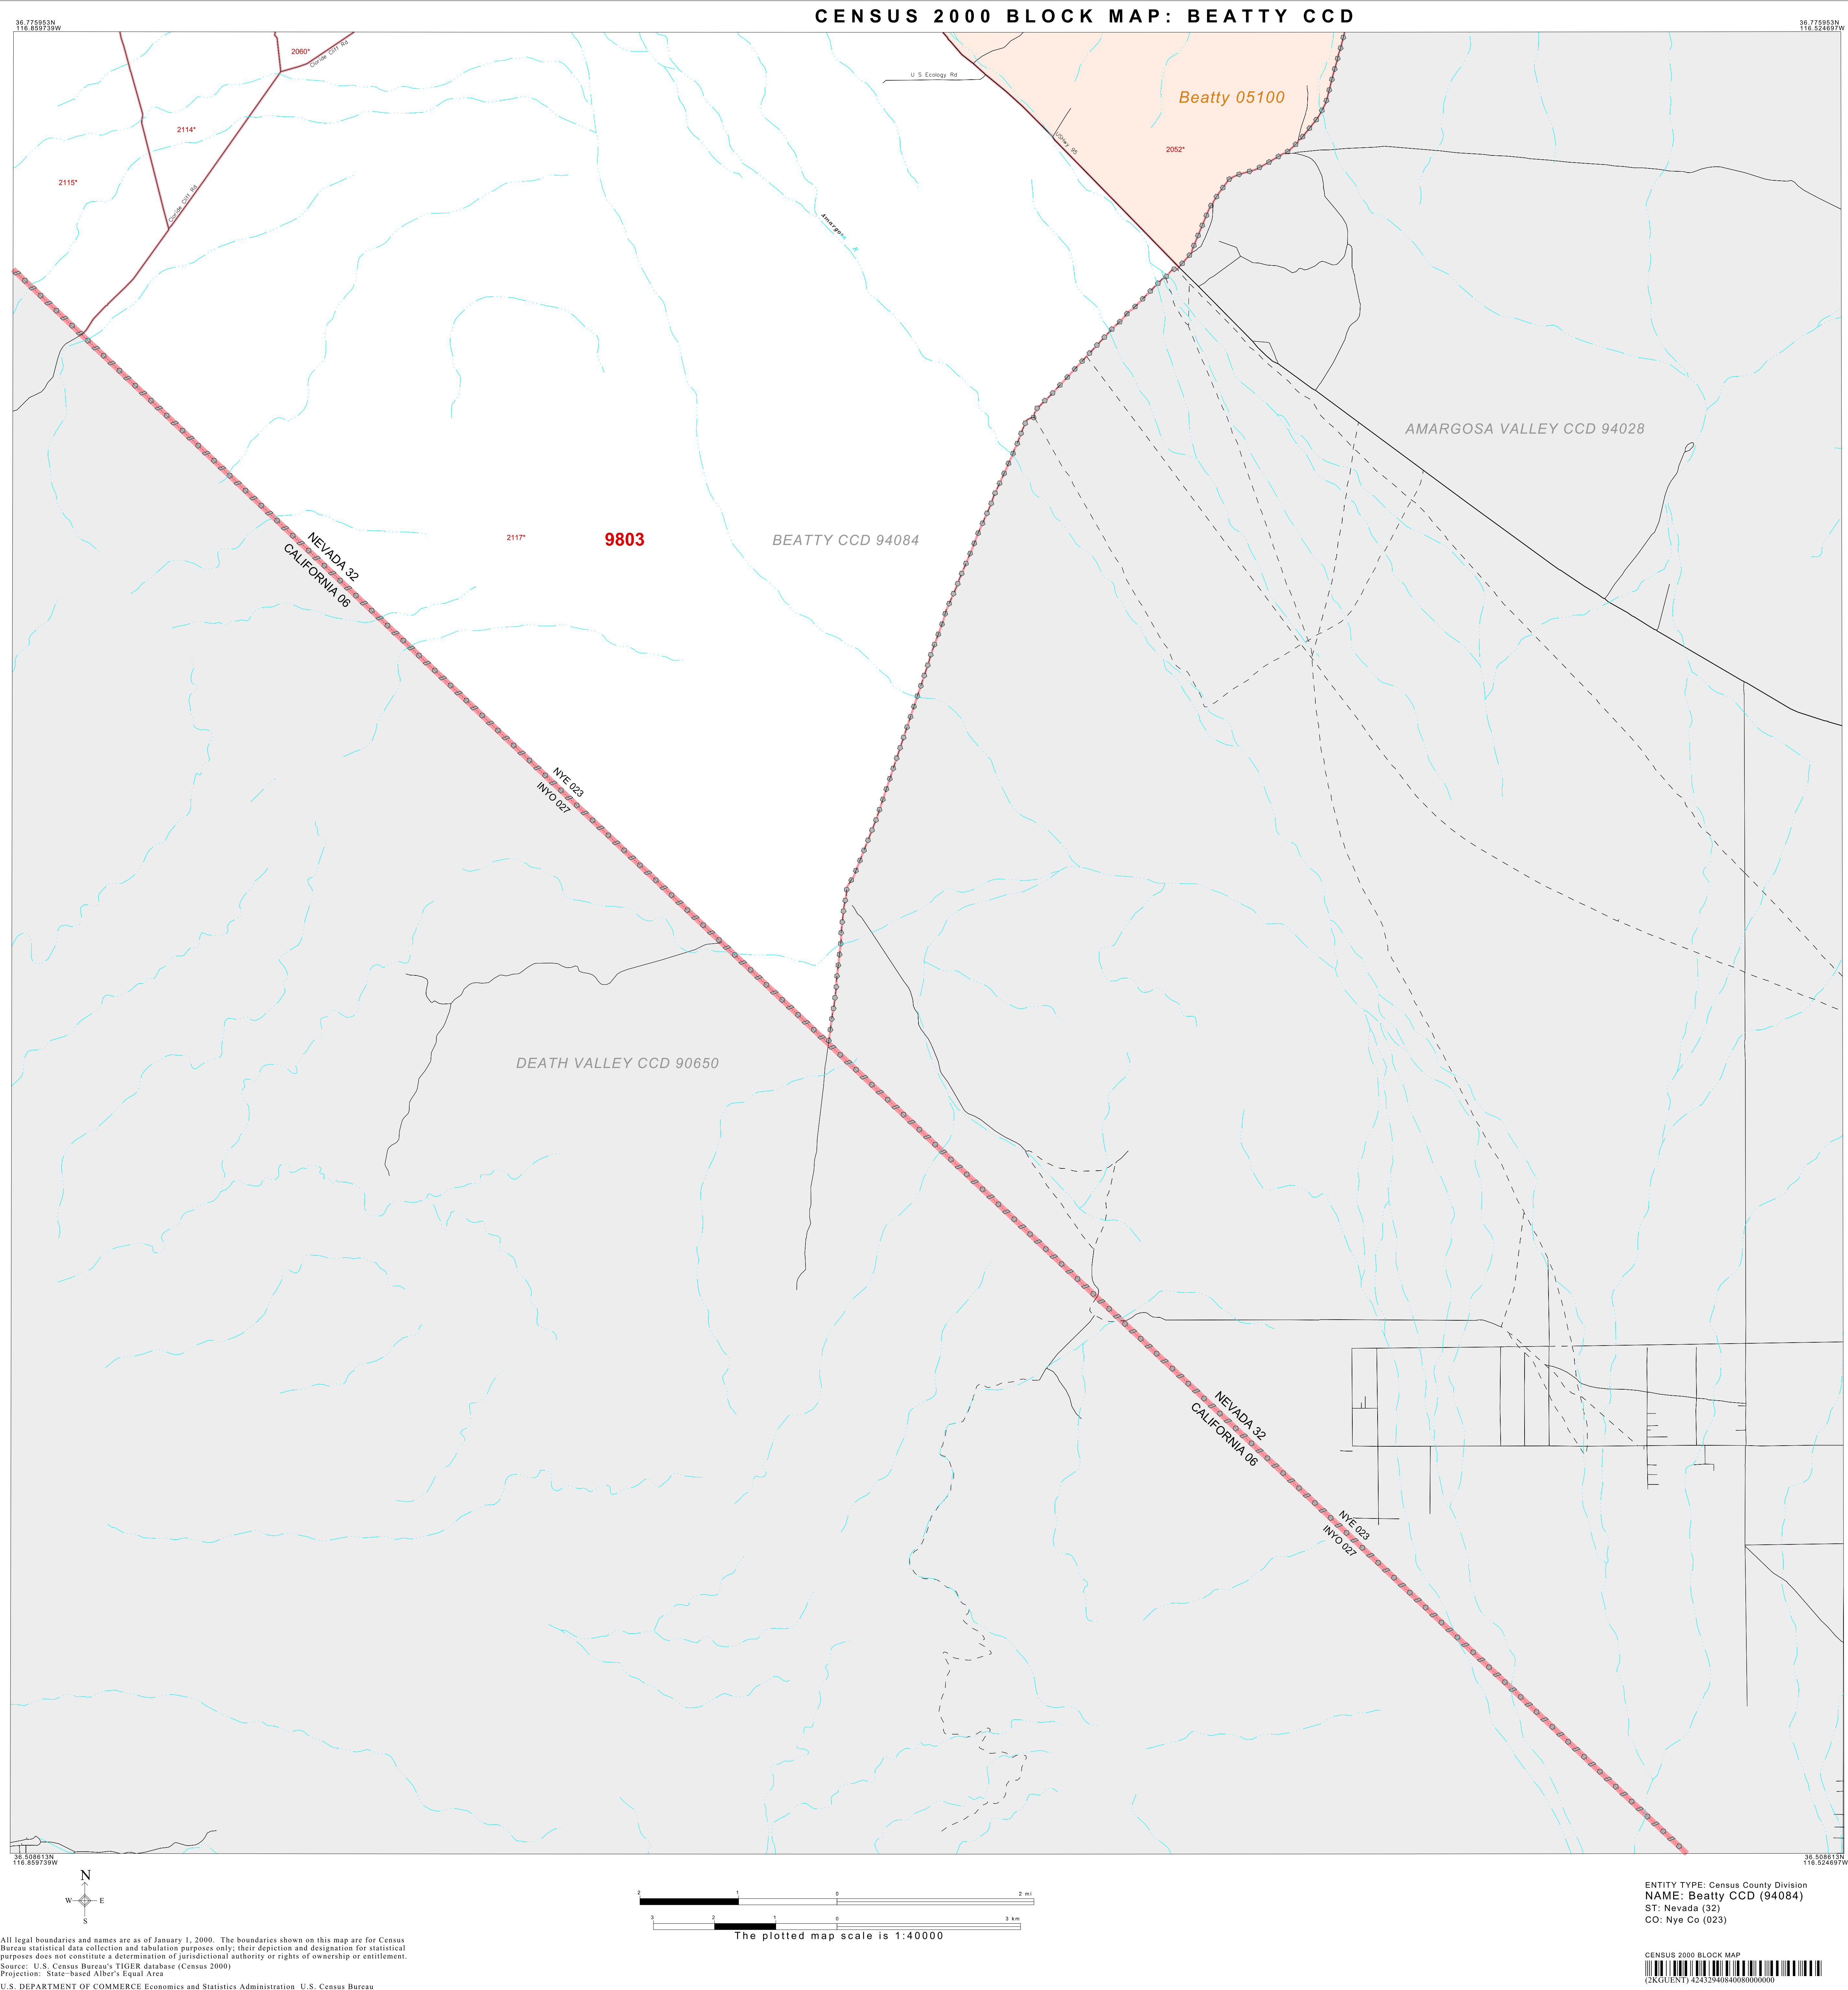 CENSUS 2000 BLOCK MAP: BEATTY CCD
36.775953N
116.859739W
36.775953N
116.524697W
2060*
Ooride Cliff Rd
U S Ecology Rd
Beatty 05100
2114*
USHwy 95
2052*
2115*
Ooride Cliff Rd
Amargosa R
AMARGOSA VALLEY CCD 94028
2117*
9803
BEATTY CCD 94084
NEVADA 32
CALIFORNIA 06
NYE 023
INYO 027
DEATH VALLEY CCD 90650
NEVADA 32
CALIFORNIA 06
NYE 023
INYO 027
36.508613N
116.859739W
36.508613N
116.524697W
N
W E
S
2 1 0 2 mi
3 2 1 0 3 km
The plotted map scale is 1:40000
ENTITY TYPE: Census County Division
NAME: Beatty CCD (94084)
ST: Nevada (32)
CO: Nye Co (023)
All legal boundaries and names are as of January 1, 2000. The boundaries shown on this map are for Census
Bureau statistical data collection and tabulation purposes only; their depiction and designation for statistical
purposes does not constitute a determination of jurisdictional authority or rights of ownership or entitlement.
Source: U.S. Census Bureau's TIGER database (Census 2000)
Projection: State-based Alber's Equal Area
U.S. DEPARTMENT OF COMMERCE Economics and Statistics Administration U.S. Census Bureau
CENSUS 2000 BLOCK MAP
(2KGUENT) 42432940840080000000